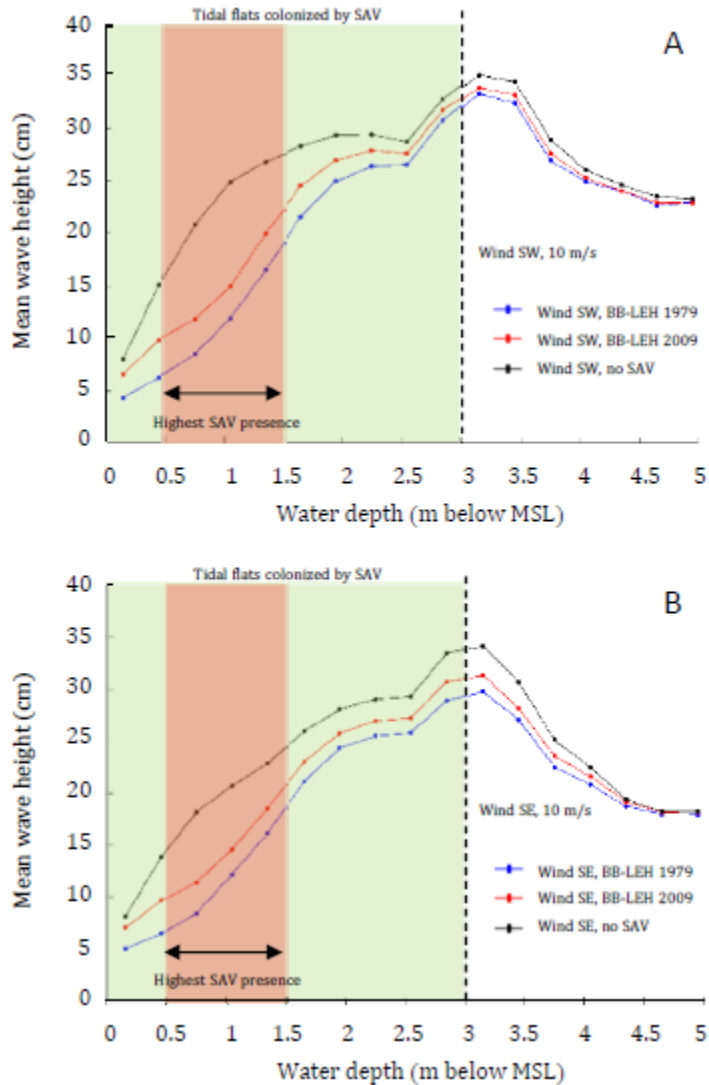 Tidal flats colonized by SAV
A
40
35
30
25
20
15
10
5
0
Mean wave height (cm)
Wind SW, 10 m/s
Wind SW, BB-LEH 1979
Wind SW, BB-LEH 2009
Wind SW, no SAV
Highest SAV presence
0 0.5 1 1.5 2 2.5 3 3.5 4 4.5 5
Water depth (m below MSL)
Tidal flats colonized by SAV
B
40
35
30
25
20
15
10
5
0
Mean wave height (cm)
Wind SE, 10 m/s
Wind SE, BB-LEH 1979
Wind SE, BB-LEH 2009
Wind SE, no SAV
Highest SAV presence
0 0.5 1 1.5 2 2.5 3 3.5 4 4.5 5
Water depth (m below MSL)